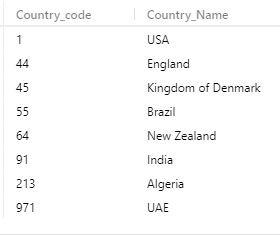 Country_code Country_Name
1 USA
44 England
45 Kingdom of Denmark
55 Brazil
64 New Zealand
91 India
213 Algeria
971 UAE